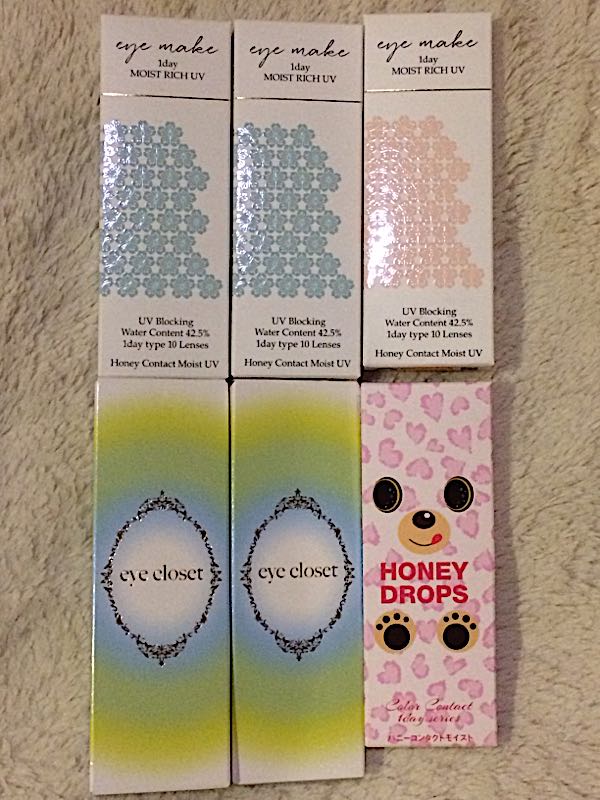 eye make
1day
MOIST RICH UV
UV Blocking
Water Content 42.5%
1day type 10 Lenses
Honey Contact Moist UV
eye make
1day
MOIST RICH UV
UV Blocking
Water Content 42.5%
1day type 10 Lenses
Honey Contact Moist UV
eye make
1day
MOIST RICH UV
UV Blocking
Water Content 42.5%
1day type 10 Lenses
Honey Contact Moist UV
eye closet
eye closet
HONEY
DROPS
Color Contact
1day series
ハニーコンタクトモイスト